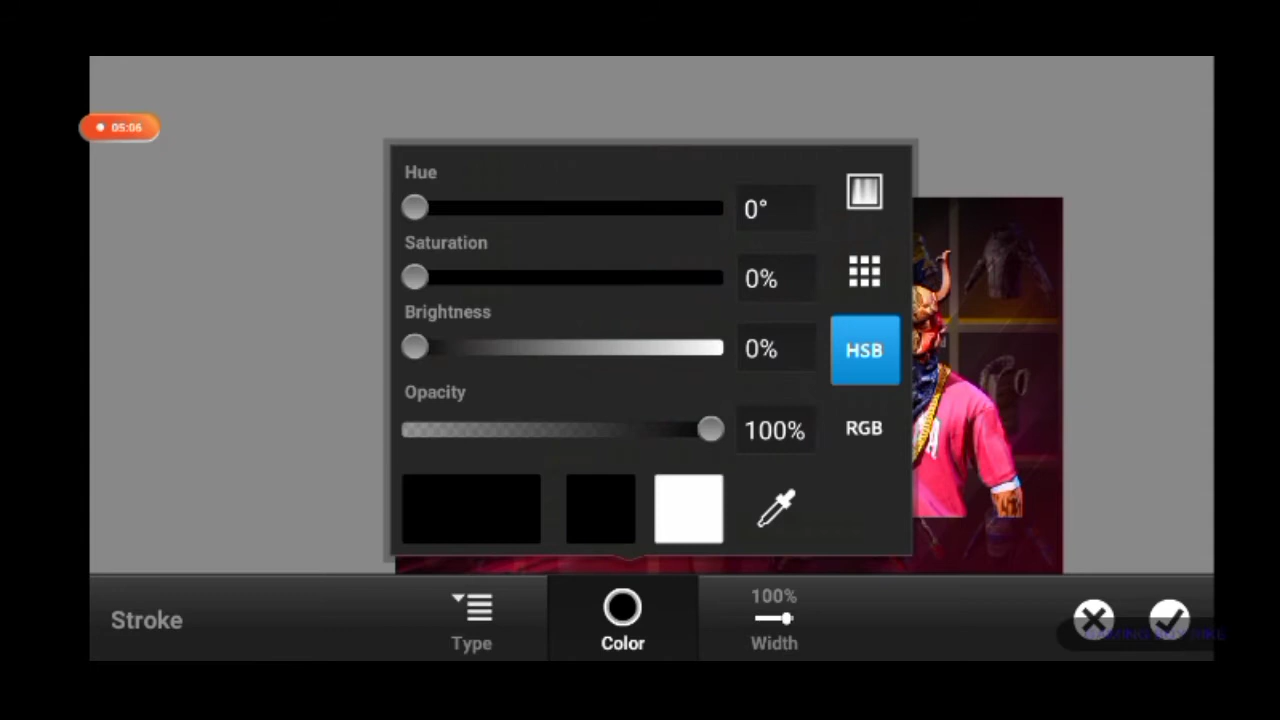 05:06
Hue
0°
Saturation
0%
Brightness
0%
HSB
Opacity
100%
RGB
Stroke
Type
Color
100%
Width